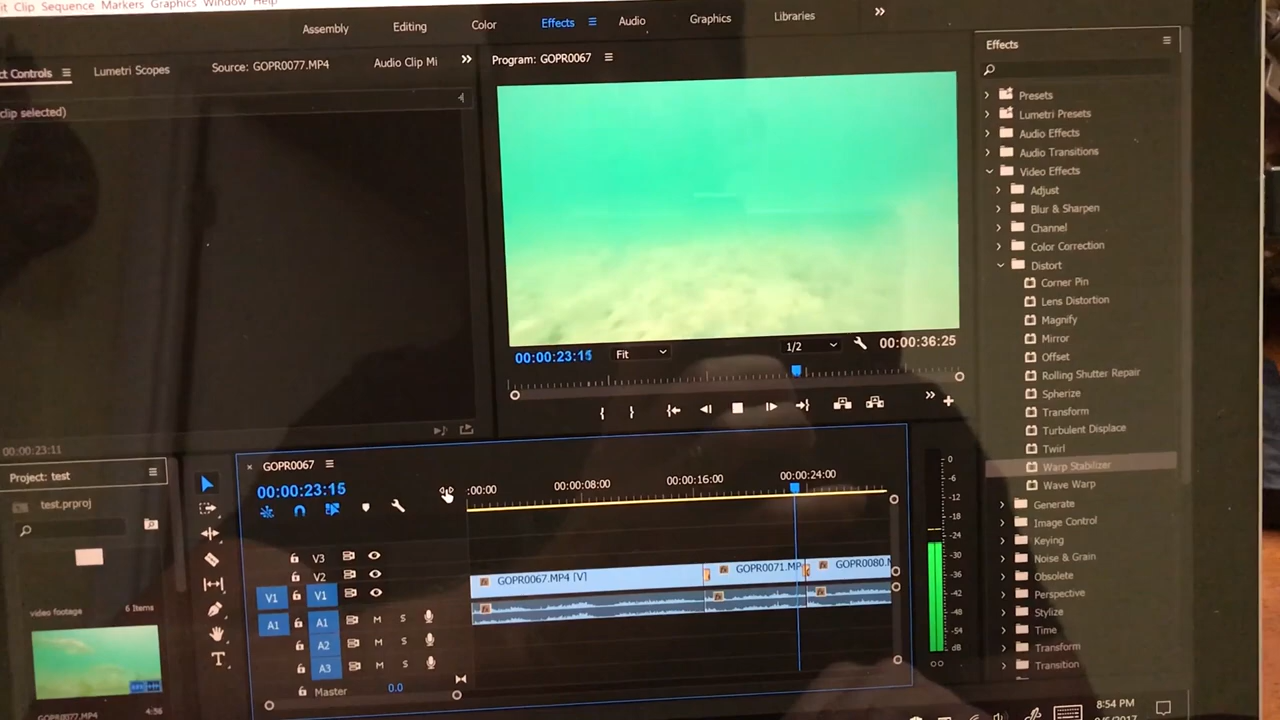 it Clip Sequence Markers Graphics Window Help
Assembly Editing Color Effects Audio Graphics Libraries
ct Controls Lumetri Scopes Source: GOPR0077.MP4 Audio Clip Mi
clip selected)
00:00:23:11
Program: GOPR0067
00:00:23:15 Fit 1/2 00:00:36:25
Effects
Presets
Lumetri Presets
Audio Effects
Audio Transitions
Video Effects
Adjust
Blur & Sharpen
Channel
Color Correction
Distort
Corner Pin
Lens Distortion
Magnify
Mirror
Offset
Rolling Shutter Repair
Spherize
Transform
Turbulent Displace
Twirl
Warp Stabilizer
Wave Warp
Generate
Image Control
Keying
Noise & Grain
Obsolete
Perspective
Stylize
Time
Transform
Transition
Project: test
test.prproj
video footage 6 Items
GOPR0077.MP4 4:56
GOPR0067
00:00:23:15
:00:00 00:00:08:00 00:00:16:00 00:00:24:00
V3
V2
V1 V1
A1 A1 M S
A2 M S
A3 M S
Master 0.0
GOPR0067.MP4 [V] GOPR0071.MP GOPR0080.M
fx fx fx
fx fx fx
0
-6
-12
-18
-24
-30
-36
-42
-48
-54
dB
8:54 PM